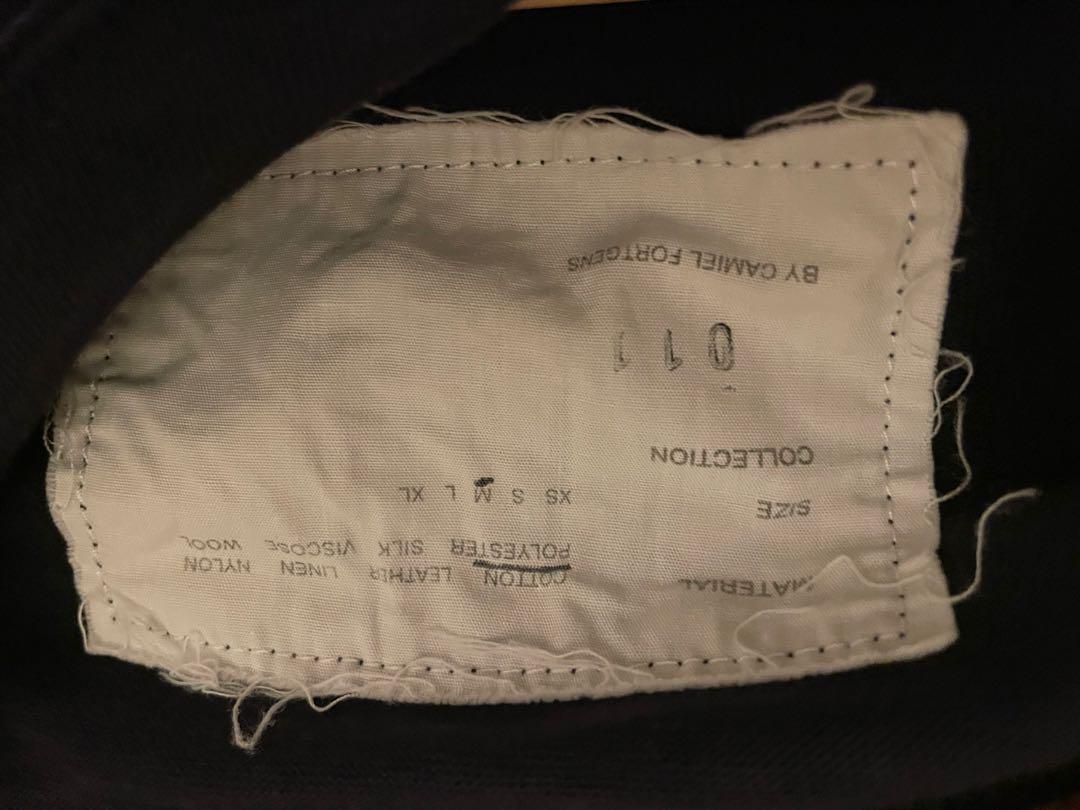 MATERIAL COTTON LEATHER LINEN NYLON
POLYESTER SILK VISCOSE WOOL
SIZE XS S M L XL
COLLECTION
011
BY CAMIEL FORTGENS